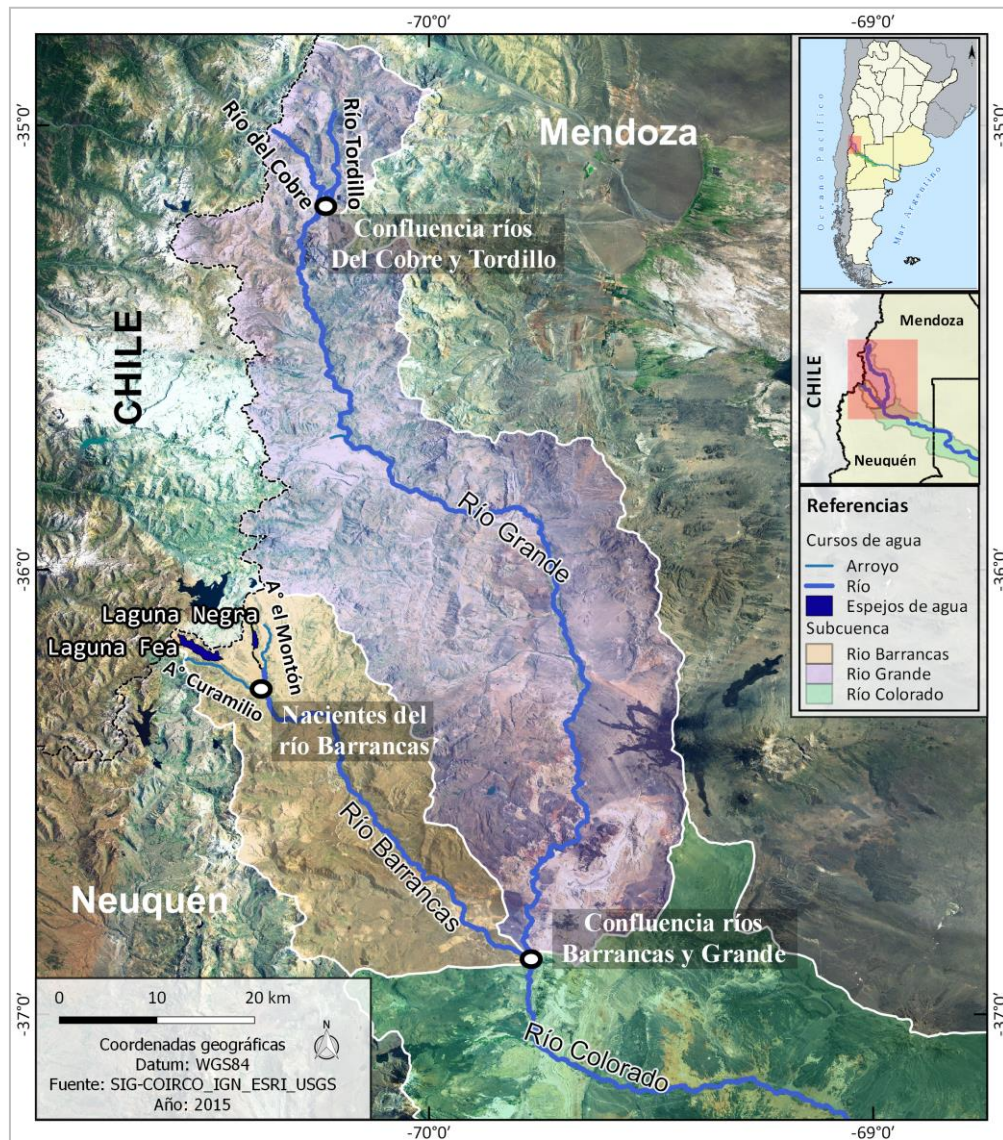 -70°0'
-69°0'
-35°0'
-35°0'
Río del Cobre
Río Tordillo
Mendoza
Confluencia ríos
Del Cobre y Tordillo
CHILE
Río Grande
-36°0'
-36°0'
Laguna Negra
Laguna Fea
A° el Montón
A° Curamilio
Nacientes del
río Barrancas
Río Barrancas
Neuquén
Confluencia ríos
Barrancas y Grande
Río Colorado
-37°0'
-37°0'
-70°0'
-69°0'
Oceano Pacífico
Mar Argentino
Mendoza
CHILE
Neuquén
Referencias
Cursos de agua
Arroyo
Río
Espejos de agua
Subcuenca
Rio Barrancas
Rio Grande
Río Colorado
0 10 20 km
N
Coordenadas geográficas
Datum: WGS84
Fuente: SIG-COIRCO_IGN_ESRI_USGS
Año: 2015